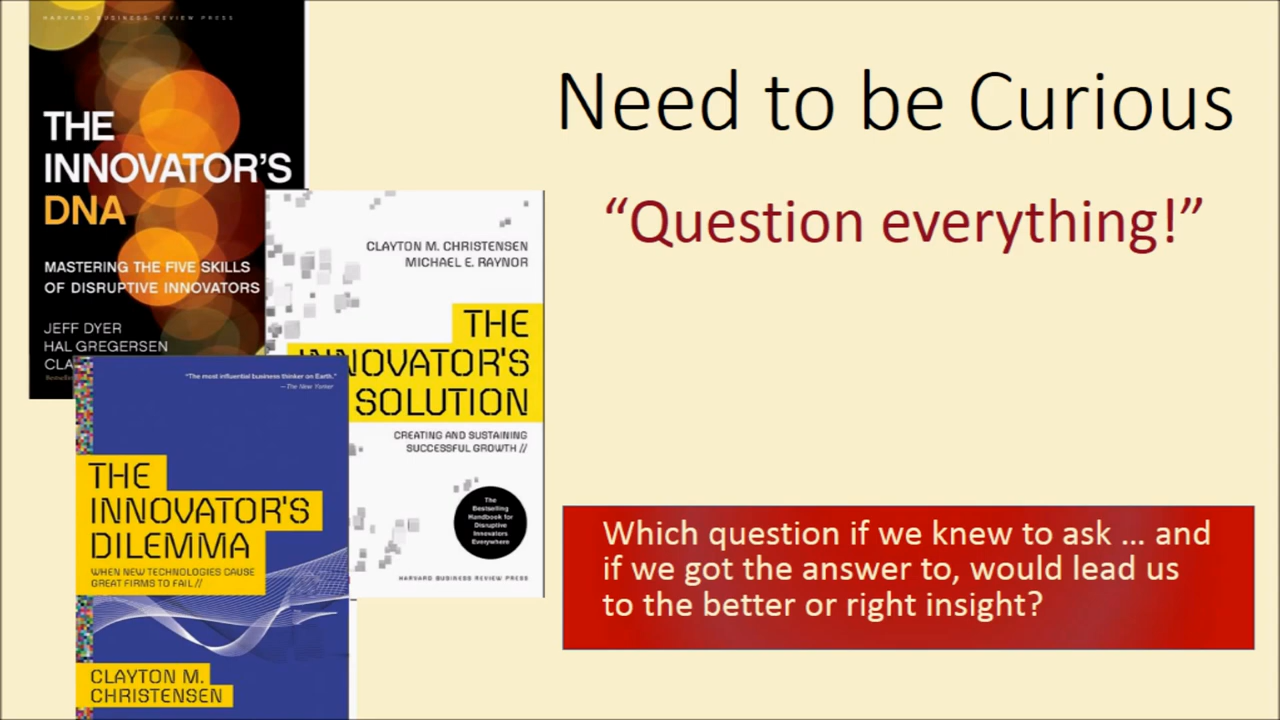 HARVARD BUSINESS REVIEW PRESS
THE
INNOVATOR'S
DNA
MASTERING THE FIVE SKILLS
OF DISRUPTIVE INNOVATORS
JEFF DYER
HAL GREGERSEN
CLA
CLAYTON M. CHRISTENSEN
MICHAEL E. RAYNOR
THE
INNOVATOR'S
SOLUTION
CREATING AND SUSTAINING
SUCCESSFUL GROWTH //
The
Bestselling
Handbook for
Disruptive
Innovators
Everywhere
HARVARD BUSINESS REVIEW PRESS
"The most influential business thinker on Earth."
—The New Yorker
THE
INNOVATOR'S
DILEMMA
WHEN NEW TECHNOLOGIES CAUSE
GREAT FIRMS TO FAIL //
CLAYTON M.
CHRISTENSEN
Need to be Curious
“Question everything!”
Which question if we knew to ask ... and
if we got the answer to, would lead us
to the better or right insight?